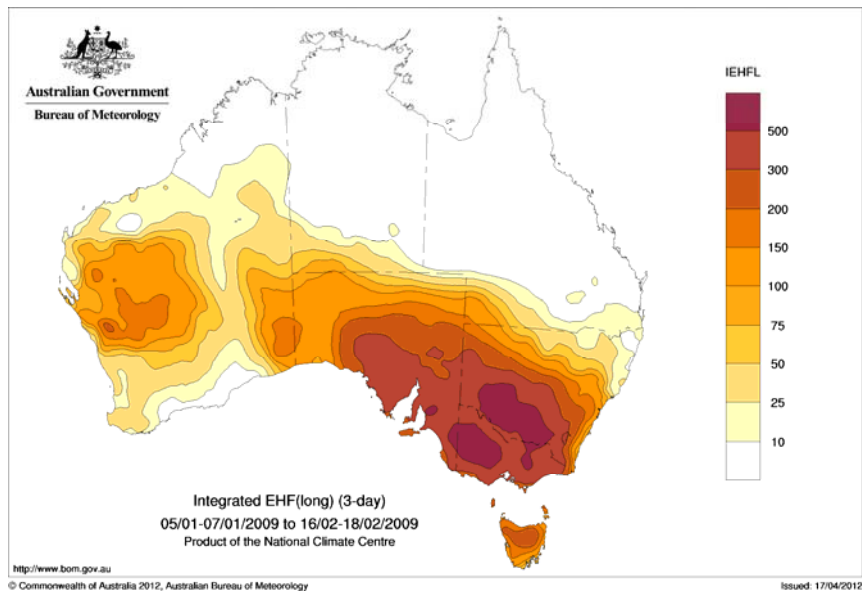 Australian Government
Bureau of Meteorology
IEHFL
500
300
200
150
100
75
50
25
10
Integrated EHF(long) (3-day)
05/01-07/01/2009 to 16/02-18/02/2009
Product of the National Climate Centre
http://www.bom.gov.au
© Commonwealth of Australia 2012, Australian Bureau of Meteorology
Issued: 17/04/2012